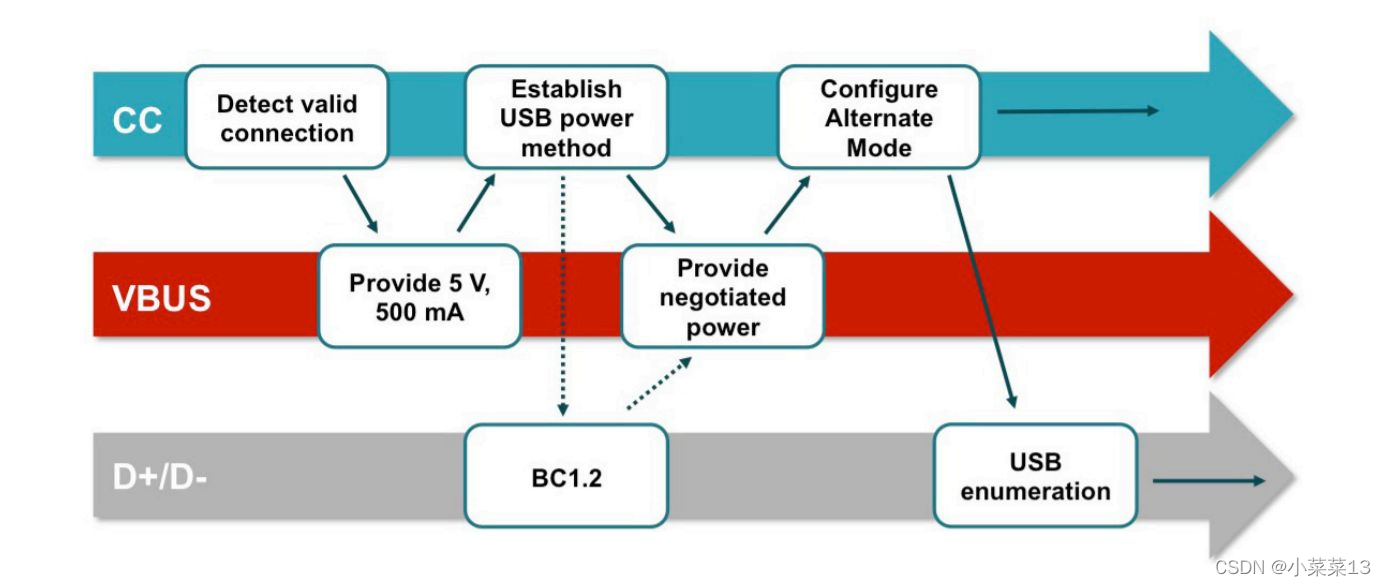 CC
Detect valid
connection
Establish
USB power
method
Configure
Alternate
Mode
VBUS
Provide 5 V,
500 mA
Provide
negotiated
power
D+/D-
BC1.2
USB
enumeration
CSDN @小菜菜13